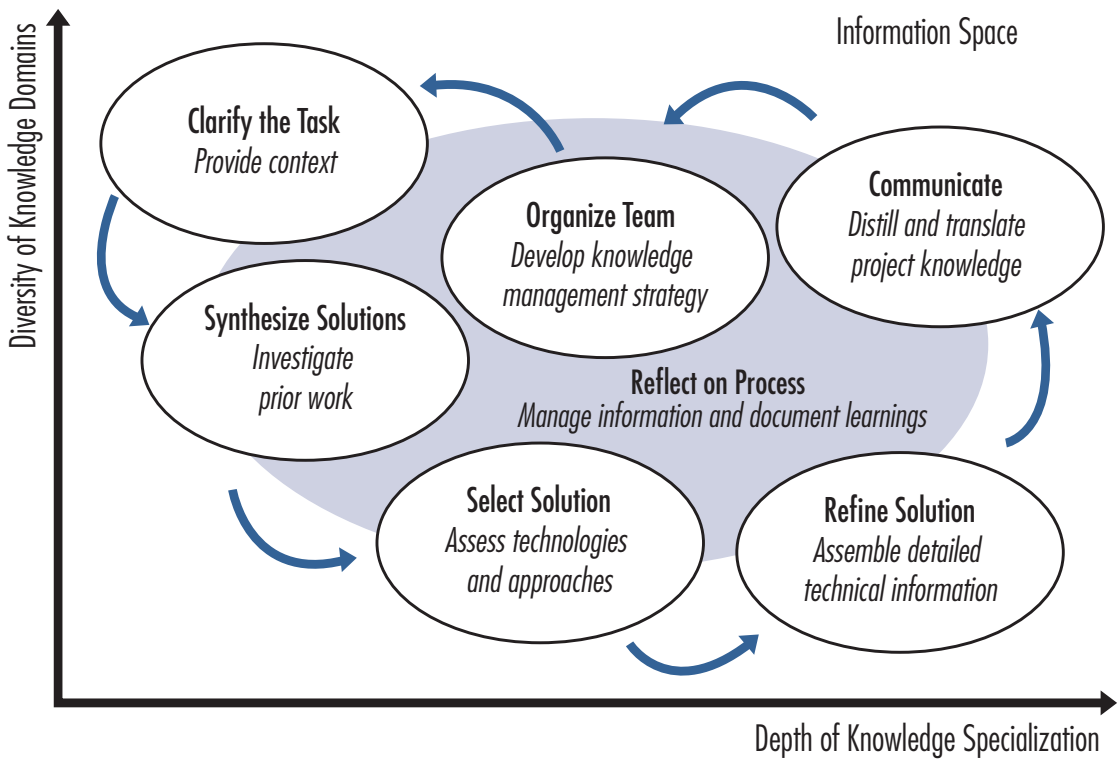 Diversity of Knowledge Domains
Information Space
Clarify the Task
Provide context
Organize Team
Develop knowledge
management strategy
Communicate
Distill and translate
project knowledge
Synthesize Solutions
Investigate
prior work
Reflect on Process
Manage information and document learnings
Select Solution
Assess technologies
and approaches
Refine Solution
Assemble detailed
technical information
Depth of Knowledge Specialization